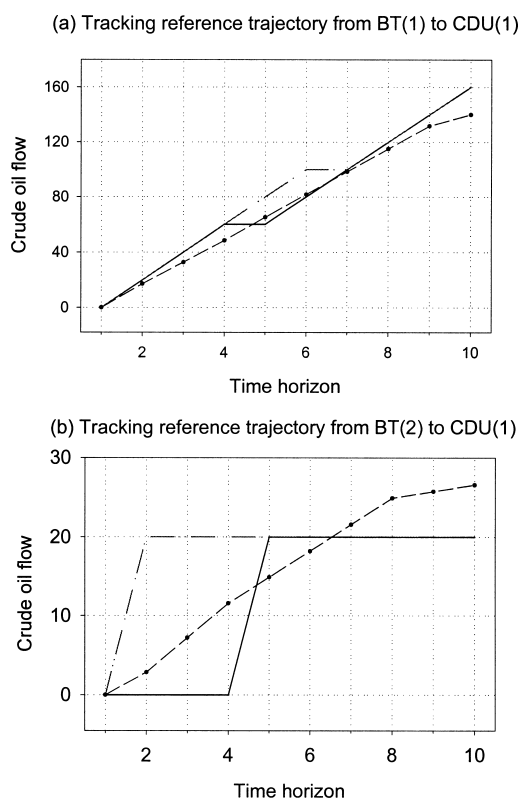 (a) Tracking reference trajectory from BT(1) to CDU(1)
160
120
80
40
0
Crude oil flow
2 4 6 8 10
Time horizon
(b) Tracking reference trajectory from BT(2) to CDU(1)
30
20
10
0
Crude oil flow
2 4 6 8 10
Time horizon